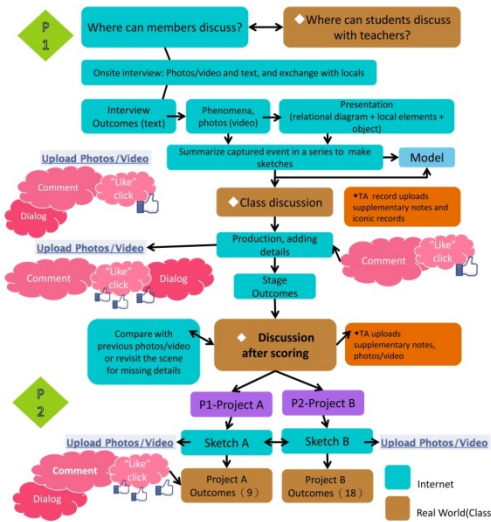 P
1
Where can members discuss?
Where can students discuss
with teachers?
Onsite interview: Photos/video and text, and exchange with locals
Interview
Outcomes (text)
Phenomena,
photos (video)
Presentation
(relational diagram + local elements +
object)
Upload Photos/Video
Summarize captured event in a series to make
sketches
Model
Comment
"Like"
click
Dialog
Class discussion
*TA record uploads
supplementary notes and
iconic records
Upload Photos/Video
Production, adding
details
Comment
"Like"
click
Comment
"Like"
click
Dialog
Stage
Outcomes
Compare with
previous photos/video
or revisit the scene
for missing details
Discussion
after scoring
*TA uploads
supplementary notes,
photos/video
P
2
P1-Project A
P2-Project B
Upload Photos/Video
Sketch A
Sketch B
Upload Photos/Video
Comment
"Like"
click
Dialog
Project A
Outcomes (9)
Project B
Outcomes (18)
Internet
Real World(Class